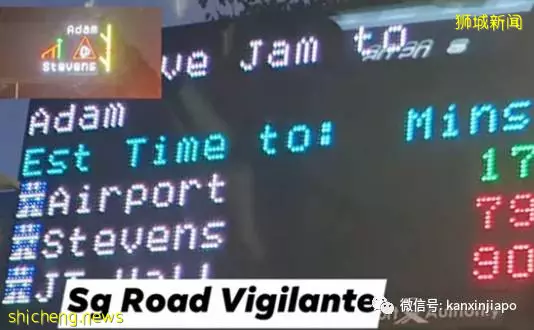 狮城新闻
Adam
Stevens
ve Jam to
Adam
Est Time to: Mins
Airport 17
Stevens 79
90
Sg Road Vigilante
微信号: kanxinjiapo
Authority
shicheng.news